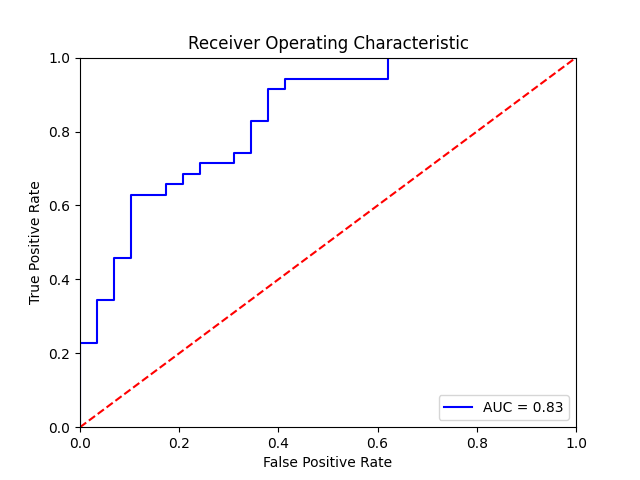 Receiver Operating Characteristic
True Positive Rate
1.0
0.8
0.6
0.4
0.2
0.0
0.0 0.2 0.4 0.6 0.8 1.0
False Positive Rate
AUC = 0.83